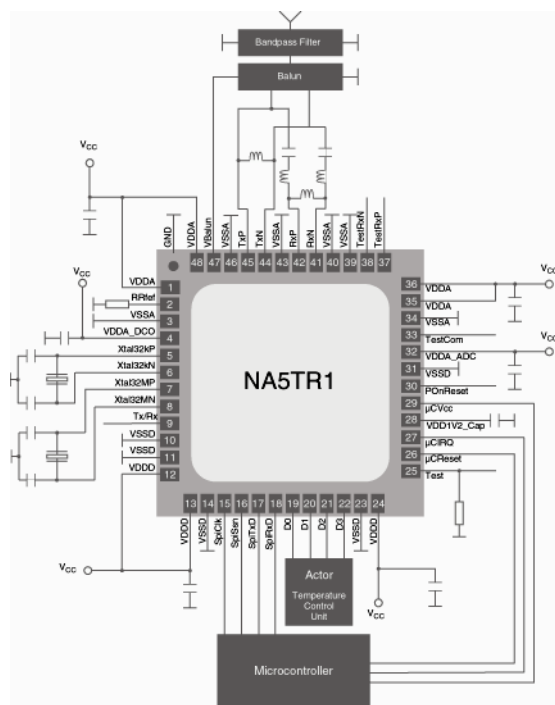 Bandpass Filter
Balun
VCC
GND
VDDA
VBalun
VSSA
TxP
TxN
VSSA
RxP
RxN
VSSA
VSSA
TestRxN
TestRxP
48 47 46 45 44 43 42 41 40 39 38 37
VCC
VDDA
1
RRfef
2
VSSA
3
VDDA_DCO
4
Xtal32kP
5
Xtal32kN
6
Xtal32MP
7
Xtal32MN
8
Tx/Rx
9
VSSD
10
VSSD
11
VDDD
12
NA5TR1
36
VDDA
VCC
35
VDDA
34
VSSA
33
TestCom
VCC
32
VDDA_ADC
31
VSSD
30
POnReset
29
µCVcc
28
VDD1V2_Cap
27
µCIRQ
26
µCReset
25
Test
13 14 15 16 17 18 19 20 21 22 23 24
VDDD
VSSD
SpiClk
SpiSsn
SpiTxD
SpiRxD
D0
D1
D2
D3
VSSD
VDDD
VCC
Actor
Temperature
Control
Unit
VCC
Microcontroller